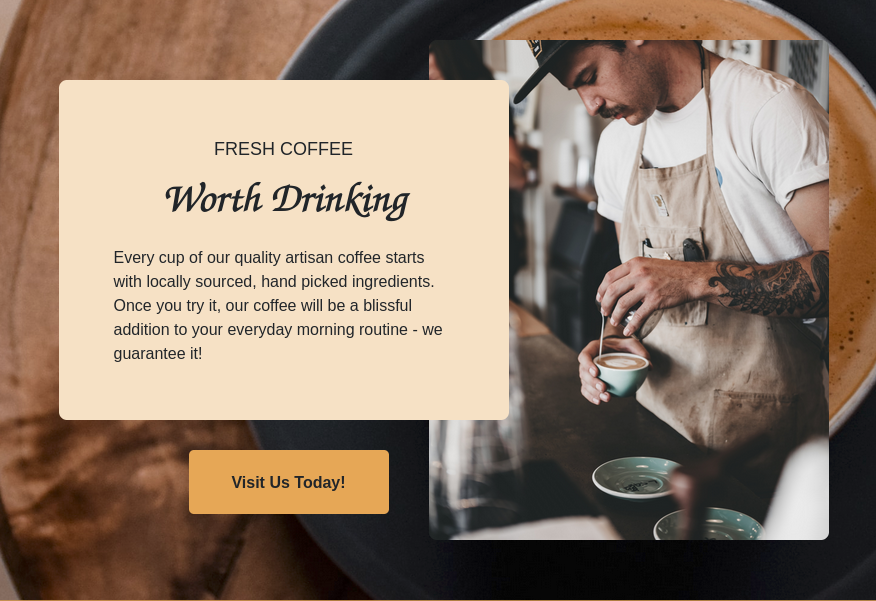 FRESH COFFEE
Worth Drinking
Every cup of our quality artisan coffee starts
with locally sourced, hand picked ingredients.
Once you try it, our coffee will be a blissful
addition to your everyday morning routine - we
guarantee it!
Visit Us Today!